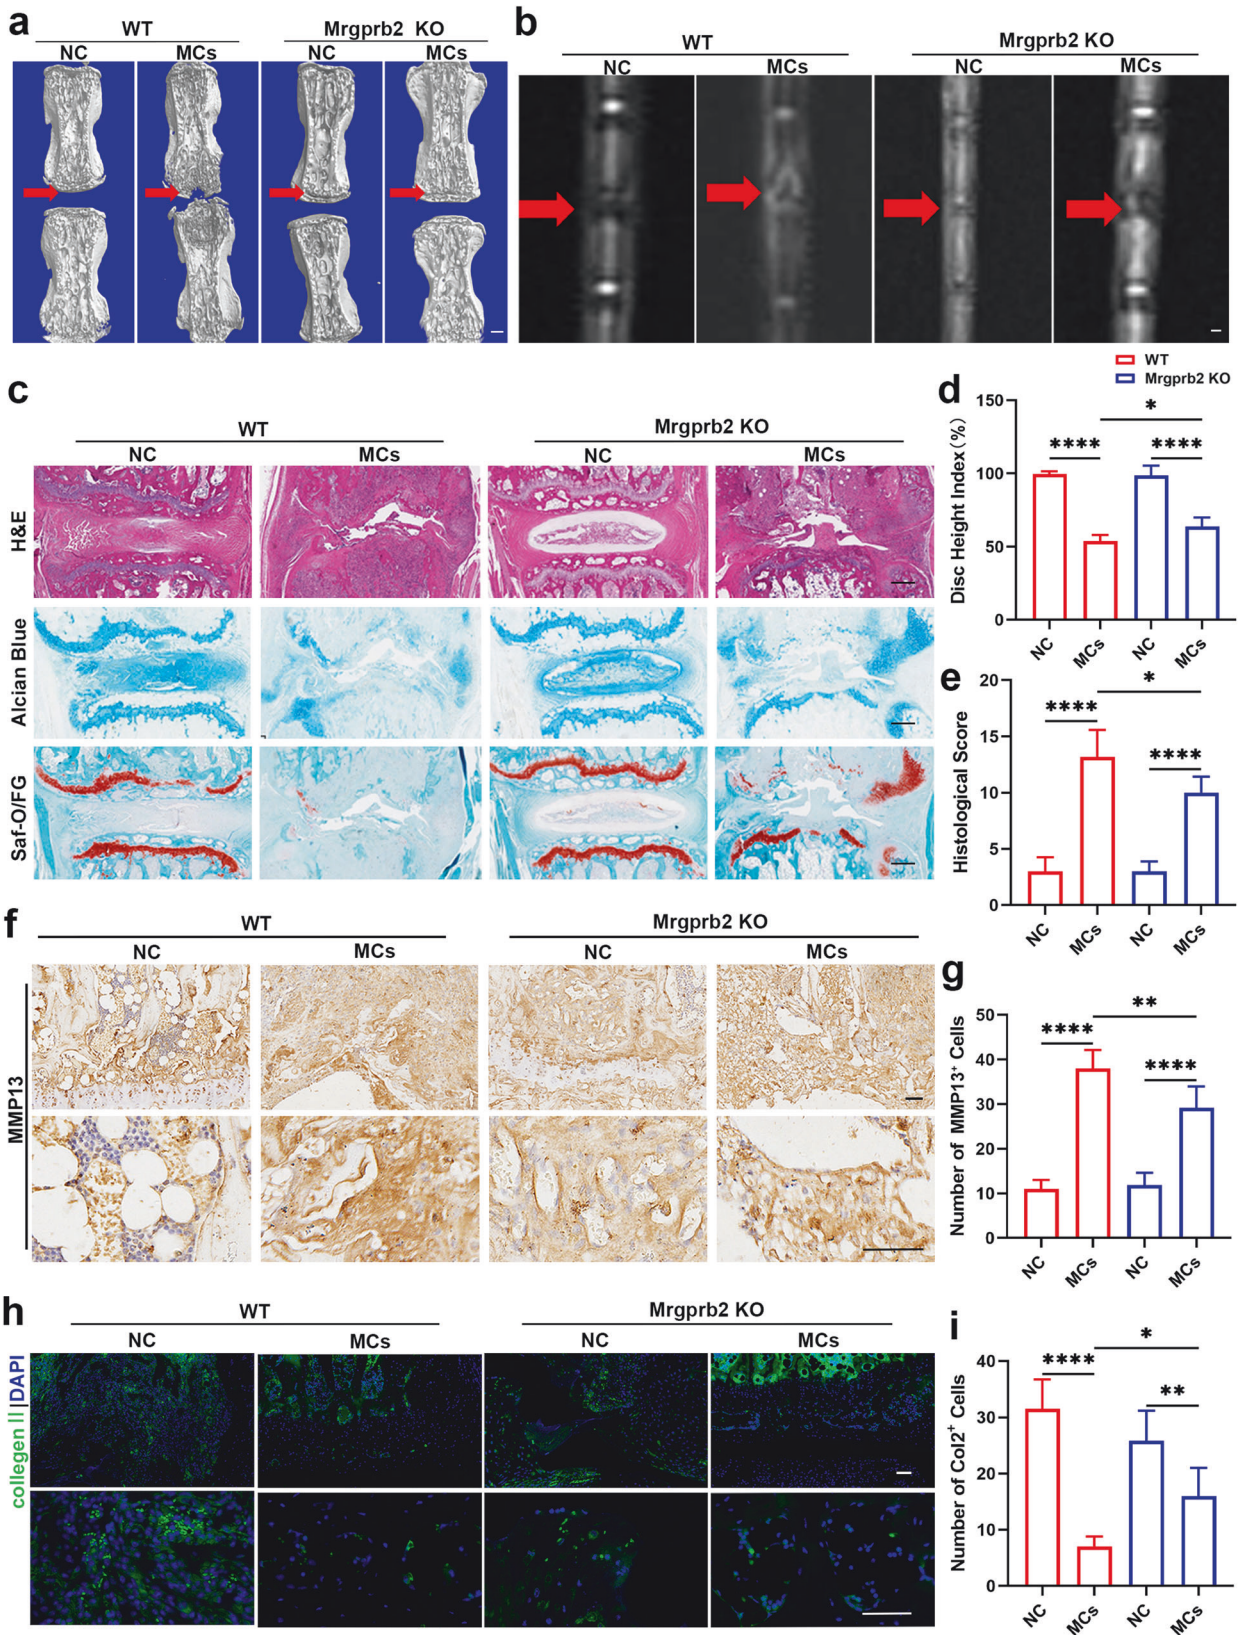 a
WT
Mrgprb2 KO
NC
MCs
NC
MCs
b
WT
Mrgprb2 KO
NC
MCs
NC
MCs
WT
Mrgprb2 KO
c
WT
Mrgprb2 KO
NC
MCs
NC
MCs
H&E
Alcian Blue
Saf-O/FG
d
Disc Height Index(%)
150
100
50
0
****
****
*
NC
MCs
NC
MCs
e
Histological Score
20
15
10
5
0
****
****
*
NC
MCs
NC
MCs
f
WT
Mrgprb2 KO
NC
MCs
NC
MCs
MMP13
g
Number of MMP13⁺ Cells
50
40
30
20
10
0
****
****
**
NC
MCs
NC
MCs
h
WT
Mrgprb2 KO
NC
MCs
NC
MCs
collegen II|DAPI
i
Number of Col2⁺ Cells
40
30
20
10
0
****
**
*
NC
MCs
NC
MCs